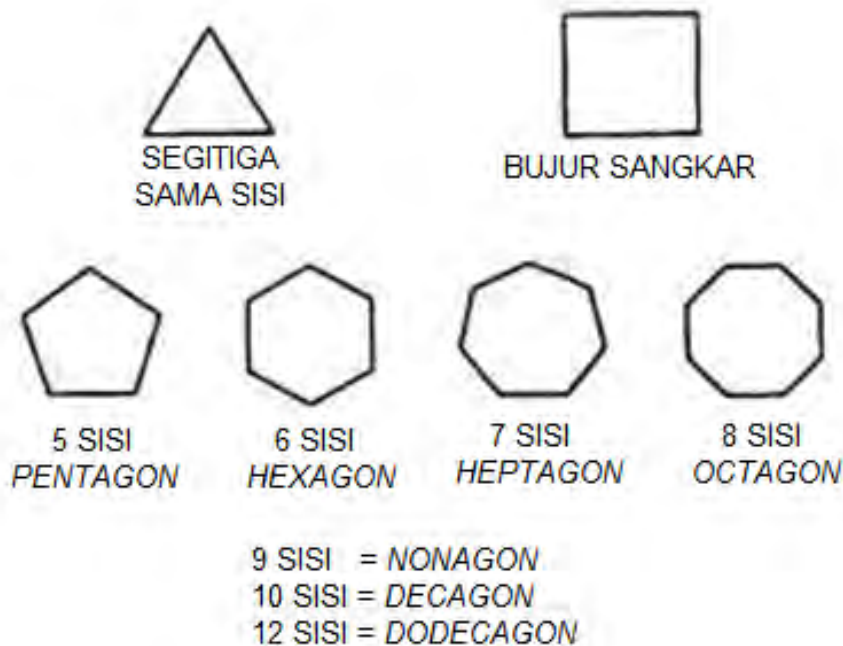 SEGITIGA
SAMA SISI
BUJUR SANGKAR
5 SISI
PENTAGON
6 SISI
HEXAGON
7 SISI
HEPTAGON
8 SISI
OCTAGON
9 SISI = NONAGON
10 SISI = DECAGON
12 SISI = DODECAGON